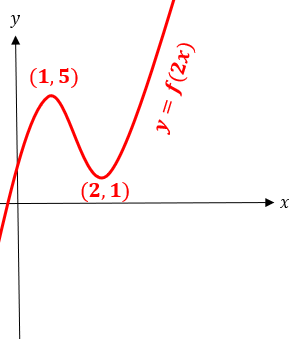 y
(1, 5)
y = f(2x)
(2, 1)
x